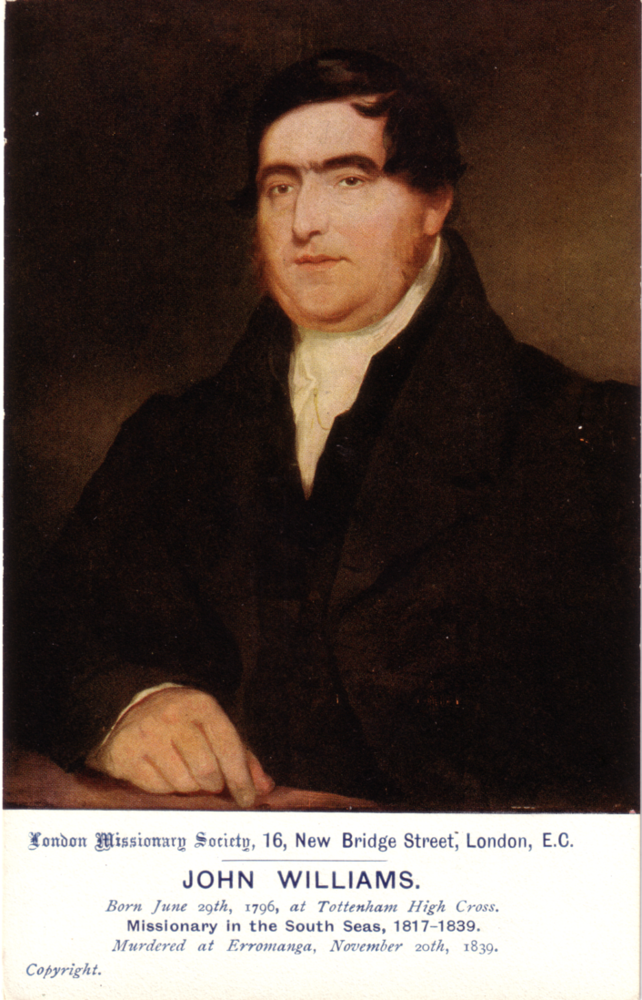 London Missionary Society, 16, New Bridge Street, London, E.C.
JOHN WILLIAMS.
Born June 29th, 1796, at Tottenham High Cross.
Missionary in the South Seas, 1817-1839.
Murdered at Erromanga, November 20th, 1839.
Copyright.